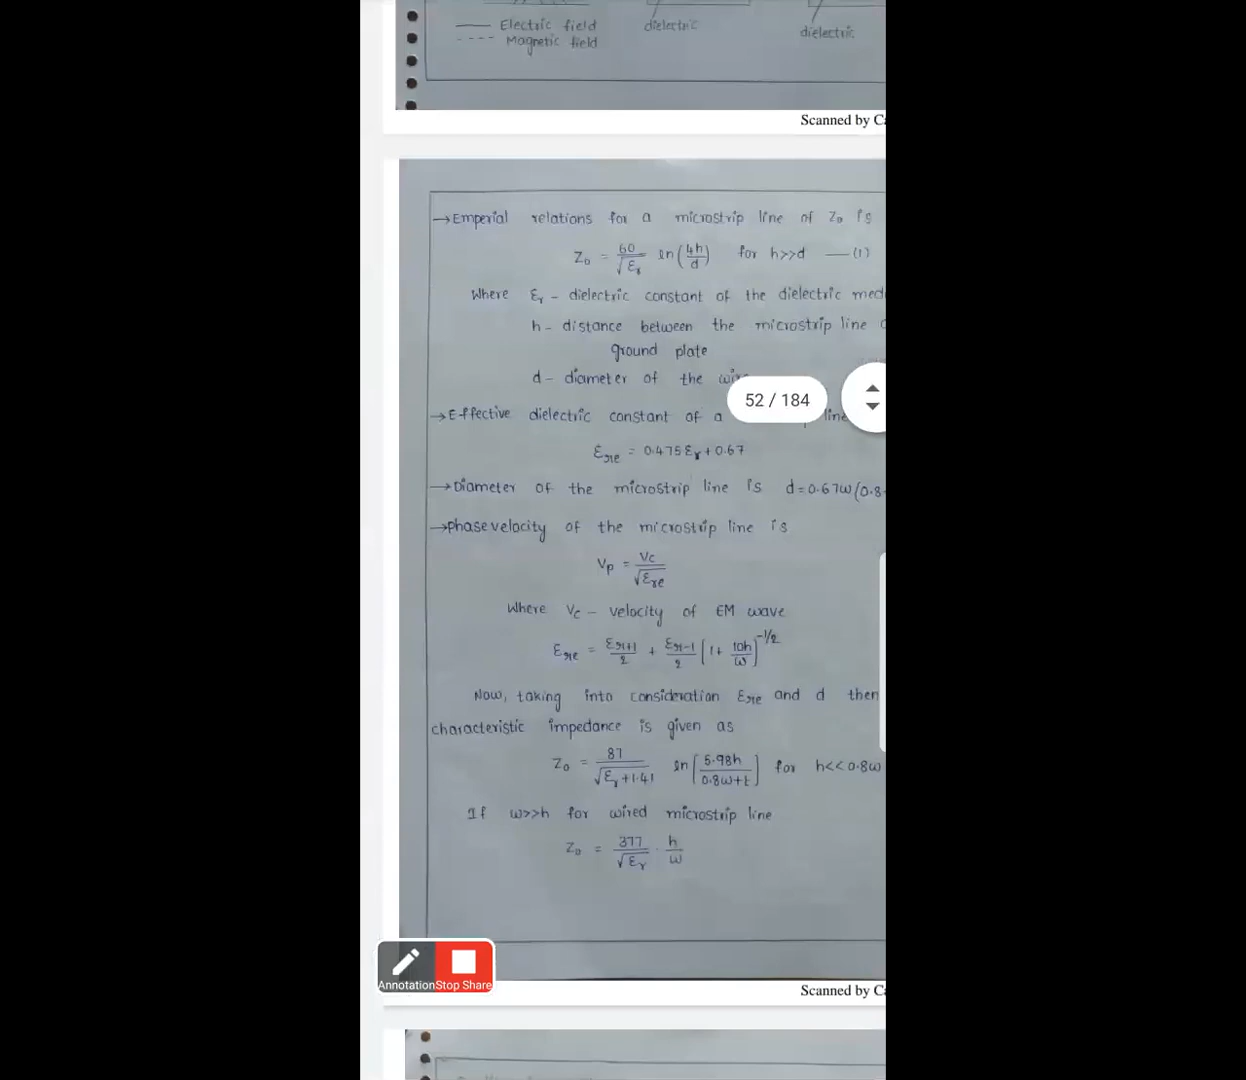 Electric field
Magnetic field
dielectric
dielectric
Scanned by Ca
→Emperial relations for a microstrip line of Z₀ is
Z₀ = 60/√εᵣ ln(4h/d) for h>>d —(1)
Where εᵣ - dielectric constant of the dielectric med
h - distance between the microstrip line
ground plate
d - diameter of the
52 / 184
→Effective dielectric constant of a line
εᵣₑ = 0.475εᵣ+0.67
→Diameter of the microstrip line is d=0.67w(0.8
→Phase velocity of the microstrip line is
Vp = Vc/√εᵣₑ
Where Vc - velocity of EM wave
εᵣₑ = εᵣ+1/2 + εᵣ-1/2 [1+ 10h/w]^-1/2
Now, taking into consideration εᵣₑ and d then
characteristic impedance is given as
Z₀ = 87/√εᵣ+1.41 ln[5.98h/0.8w+t] for h<<0.8w
If w>>h for wired microstrip line
Z₀ = 377/√εᵣ · h/w
Annotation Stop Share
Scanned by Ca